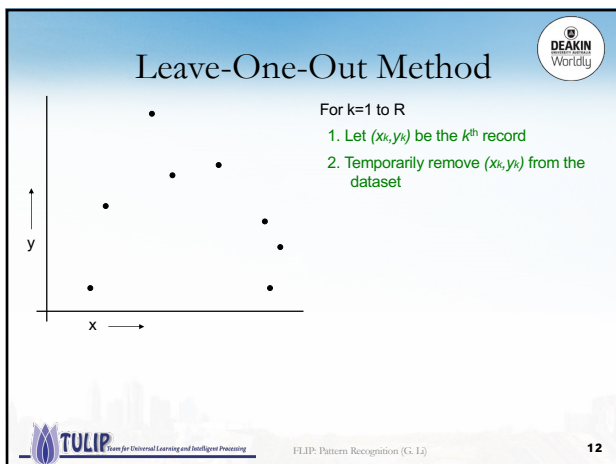 Leave-One-Out Method
DEAKIN
UNIVERSITY AUSTRALIA
Worldly
For k=1 to R
1. Let (xk,yk) be the kth record
2. Temporarily remove (xk,yk) from the
dataset
y
x
TULIP Team for Universal Learning and Intelligent Processing
FLIP: Pattern Recognition (G. Li)
12